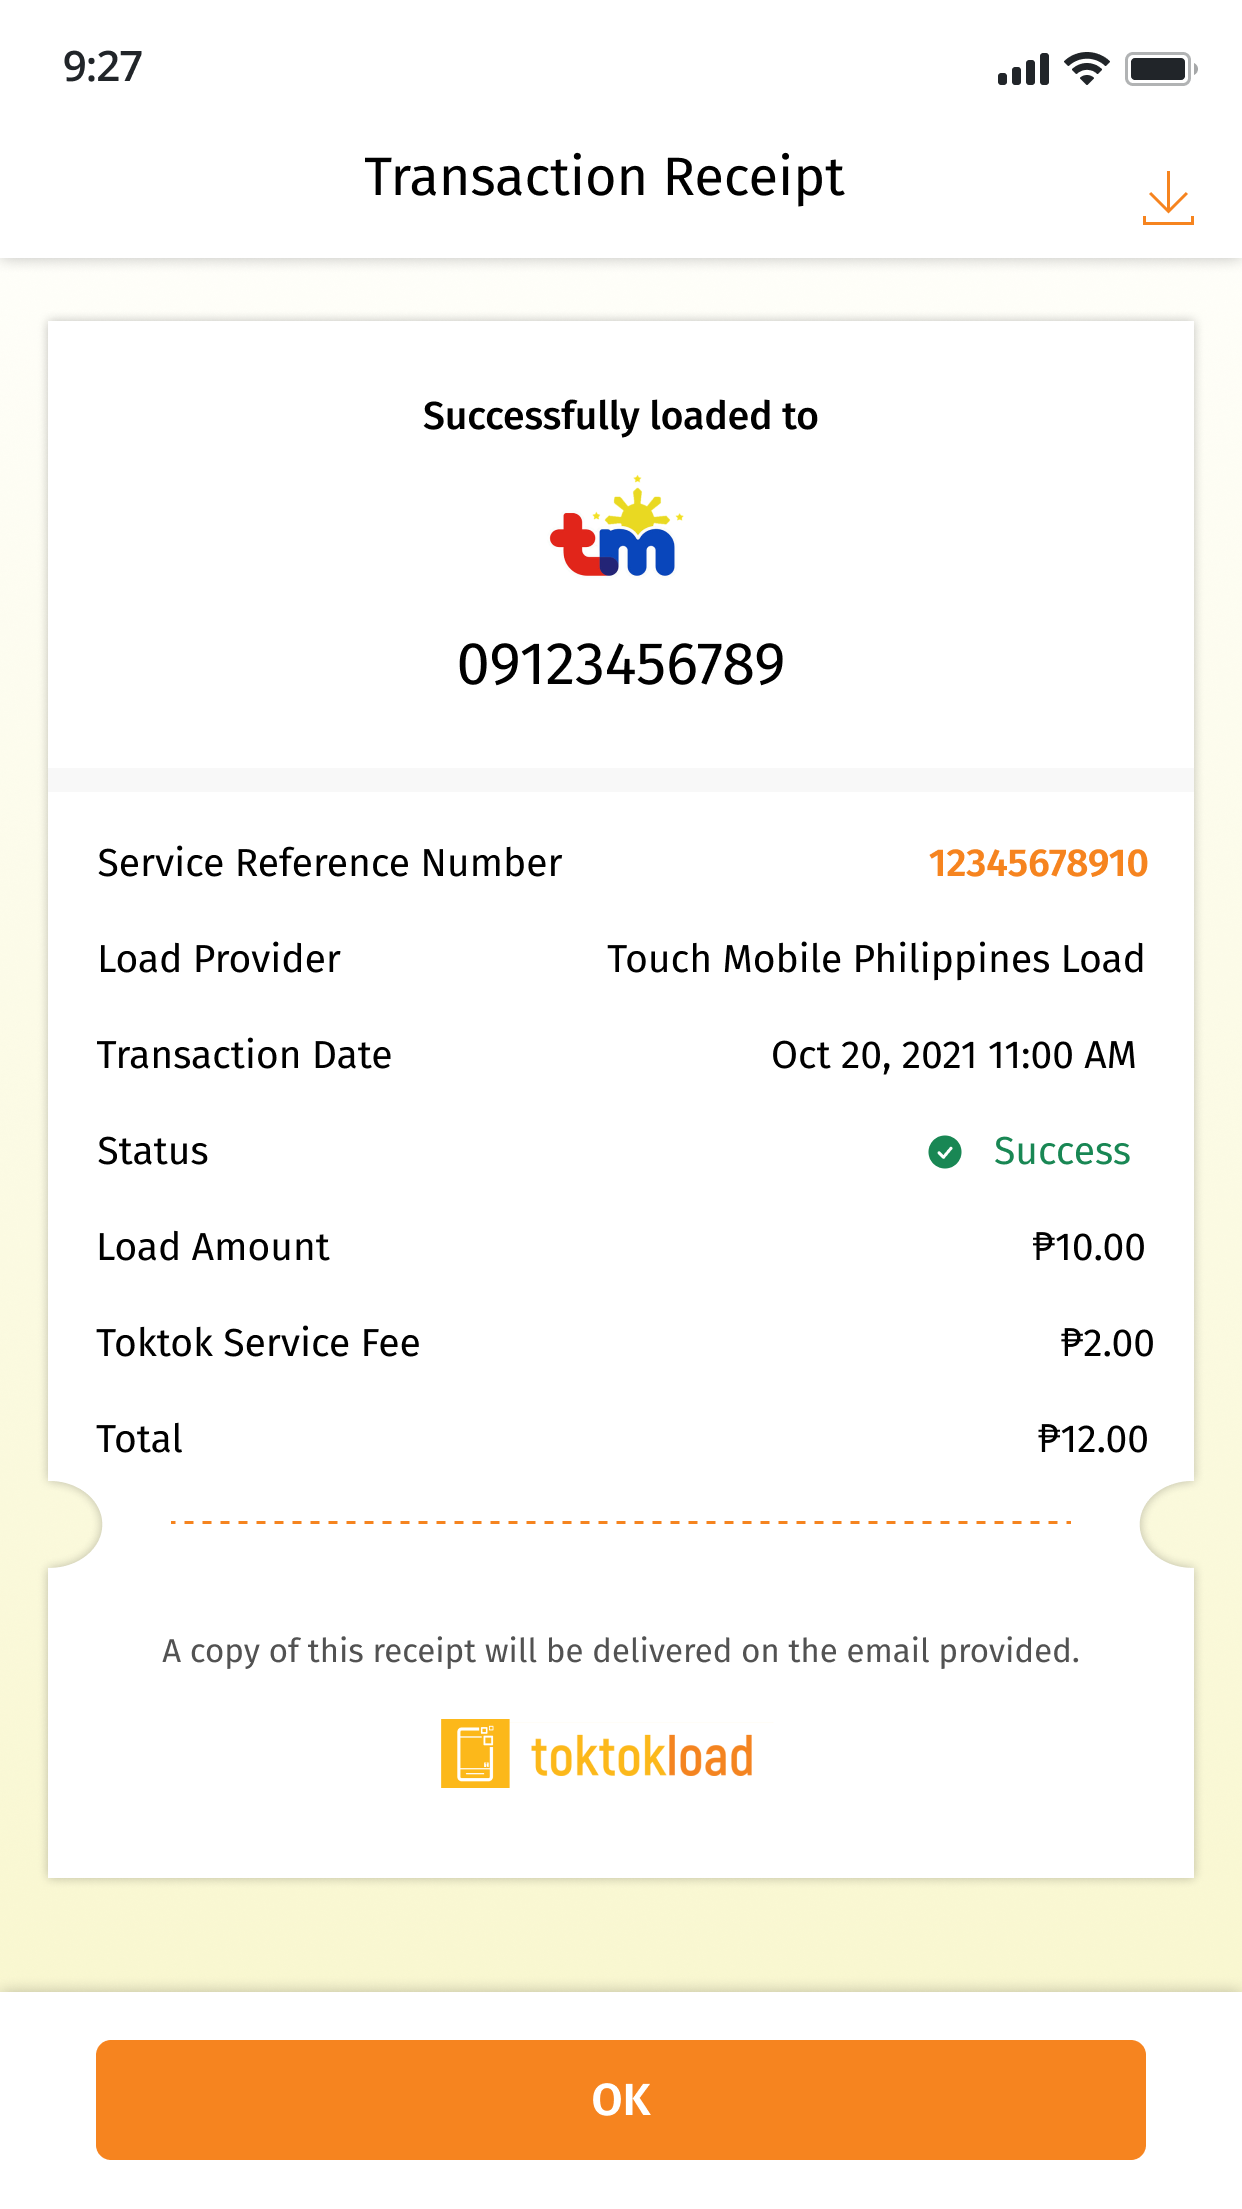 9:27
Transaction Receipt
Successfully loaded to
tm
09123456789
Service Reference Number 12345678910
Load Provider Touch Mobile Philippines Load
Transaction Date Oct 20, 2021 11:00 AM
Status Success
Load Amount ₱10.00
Toktok Service Fee ₱2.00
Total ₱12.00
A copy of this receipt will be delivered on the email provided.
toktokload
OK